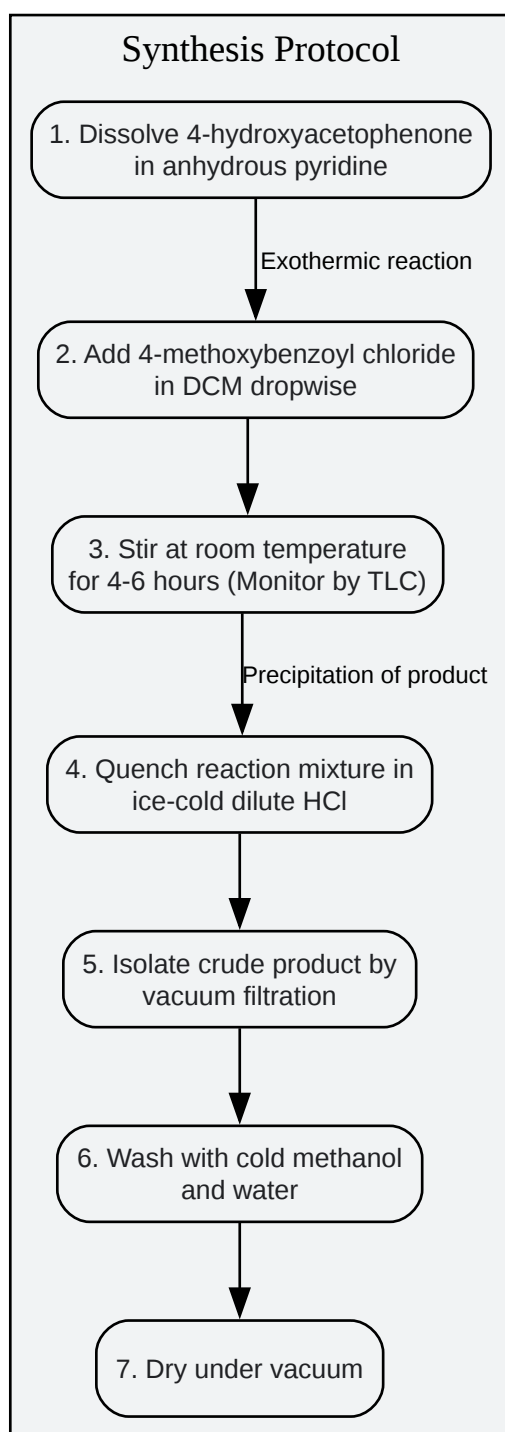 Synthesis Protocol
1. Dissolve 4-hydroxyacetophenone
in anhydrous pyridine
Exothermic reaction
2. Add 4-methoxybenzoyl chloride
in DCM dropwise
3. Stir at room temperature
for 4-6 hours (Monitor by TLC)
Precipitation of product
4. Quench reaction mixture in
ice-cold dilute HCl
5. Isolate crude product by
vacuum filtration
6. Wash with cold methanol
and water
7. Dry under vacuum